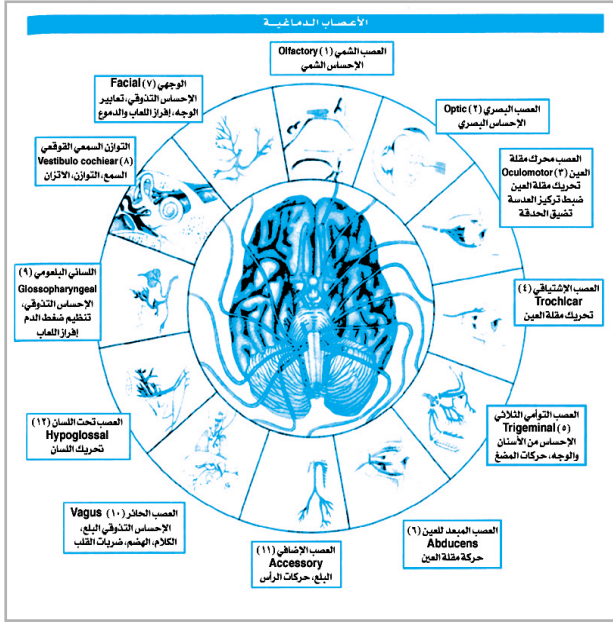 الأعصاب الدماغية
العصب الشمي (١) Olfactory
الإحساس الشمي
العصب البصري (٢) Optic
الإحساس البصري
العصب محرك مقلة
العين (٣) Oculomotor
تحريك مقلة العين
ضبط تركيز العدسة
تضيق الحدقة
العصب الإشتياقي (٤)
Trochlcar
تحريك مقلة العين
العصب التوأمي الثلاثي
(٥) Trigeminal
الإحساس من الأسنان
والوجه، حركات المضغ
العصب المبعد للعين (٦)
Abducens
حركة مقلة العين
العصب الإضافي (١١)
Accessory
البلع، حركات الرأس
العصب الحائر (١٠) Vagus
الإحساس التذوقي البلع،
الكلام، الهضم، ضربات القلب
العصب تحت اللسان (١٢)
Hypoglossal
تحريك اللسان
اللساني البلعومي (٩)
Glossopharyngeal
الإحساس التذوقي،
تنظيم ضغط الدم
إفراز اللعاب
التوازن السمعي القوقعي
(٨) Vestibulo cochlear
السمع، التوازن، الاتزان
الوجهي (٧) Facial
الإحساس التذوقي، تعابير
الوجه، إفراز اللعاب والدموع